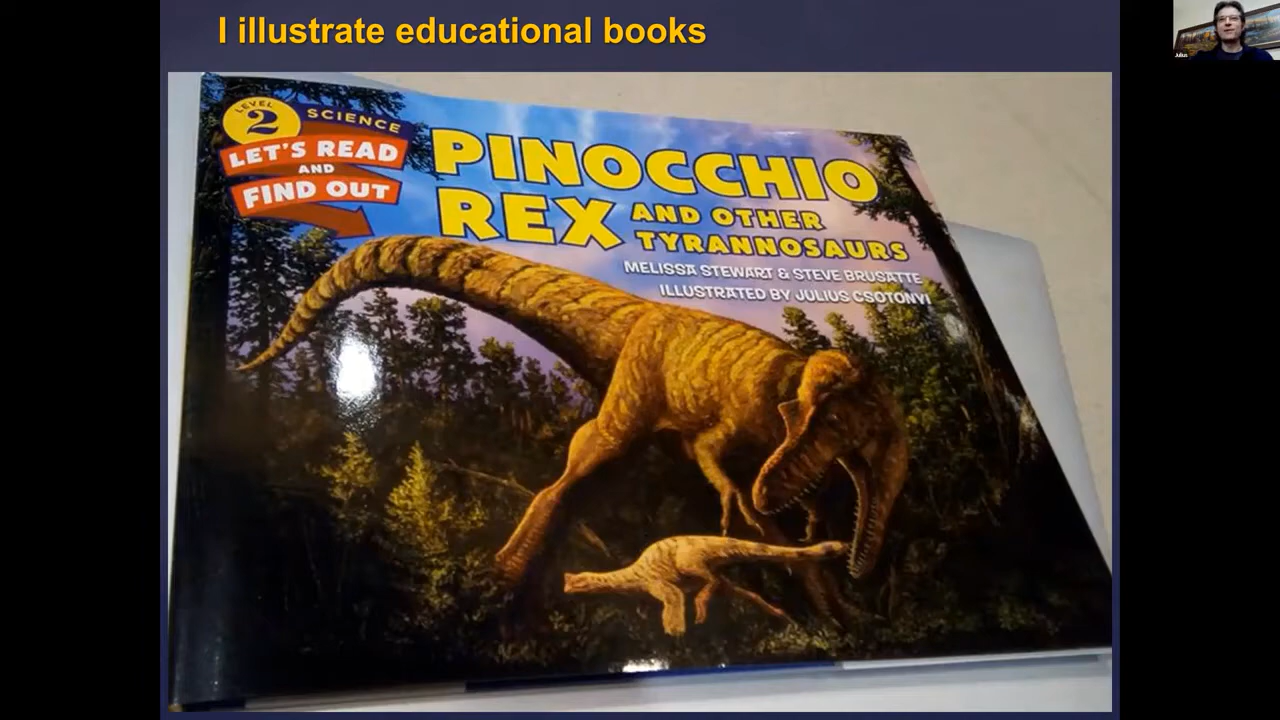 I illustrate educational books
LEVEL
2
SCIENCE
LET'S READ
AND
FIND OUT
PINOCCHIO
REX AND OTHER
TYRANNOSAURS
MELISSA STEWART & STEVE BRUSATTE
ILLUSTRATED BY JULIUS CSOTONYI
Julius